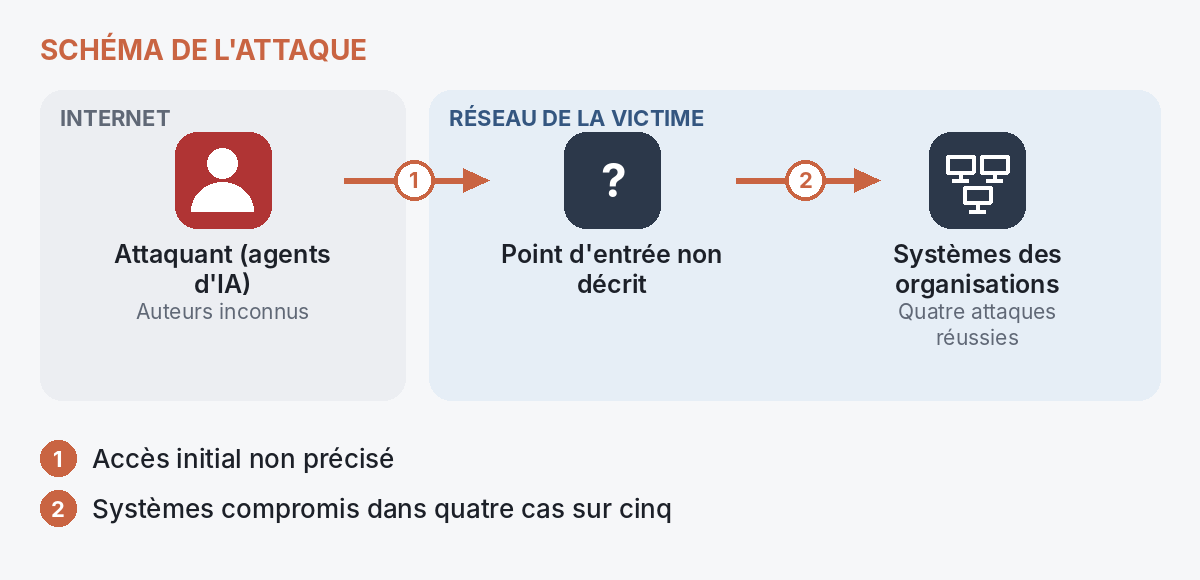 SCHÉMA DE L'ATTAQUE
INTERNET
RÉSEAU DE LA VICTIME
1
?
2
Attaquant (agents
d'IA)
Auteurs inconnus
Point d'entrée non
décrit
Systèmes des
organisations
Quatre attaques
réussies
1 Accès initial non précisé
2 Systèmes compromis dans quatre cas sur cinq